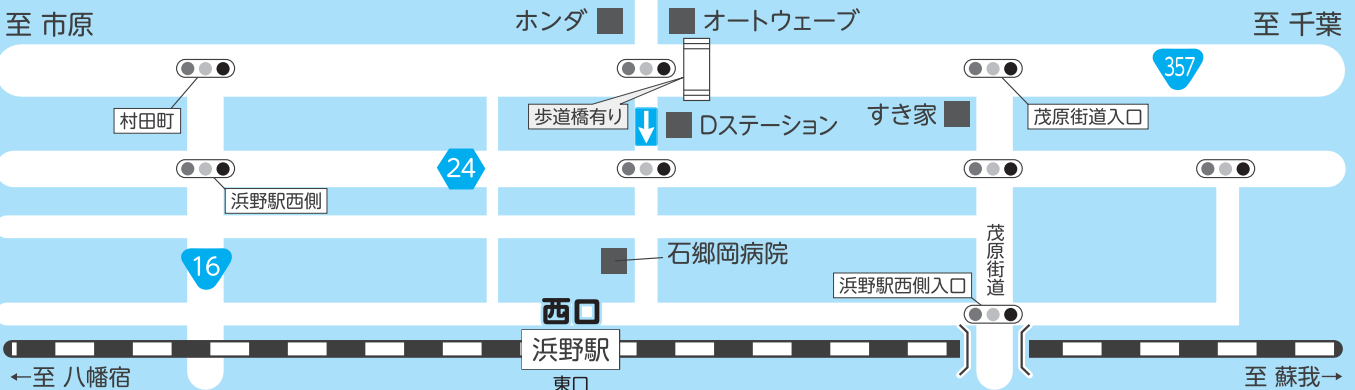 至 市原
ホンダ
オートウェーブ
至 千葉
357
村田町
歩道橋有り
Dステーション
すき家
茂原街道入口
24
浜野駅西側
16
石郷岡病院
茂原街道
浜野駅西側入口
西口
浜野駅
東口
←至 八幡宿
至 蘇我→